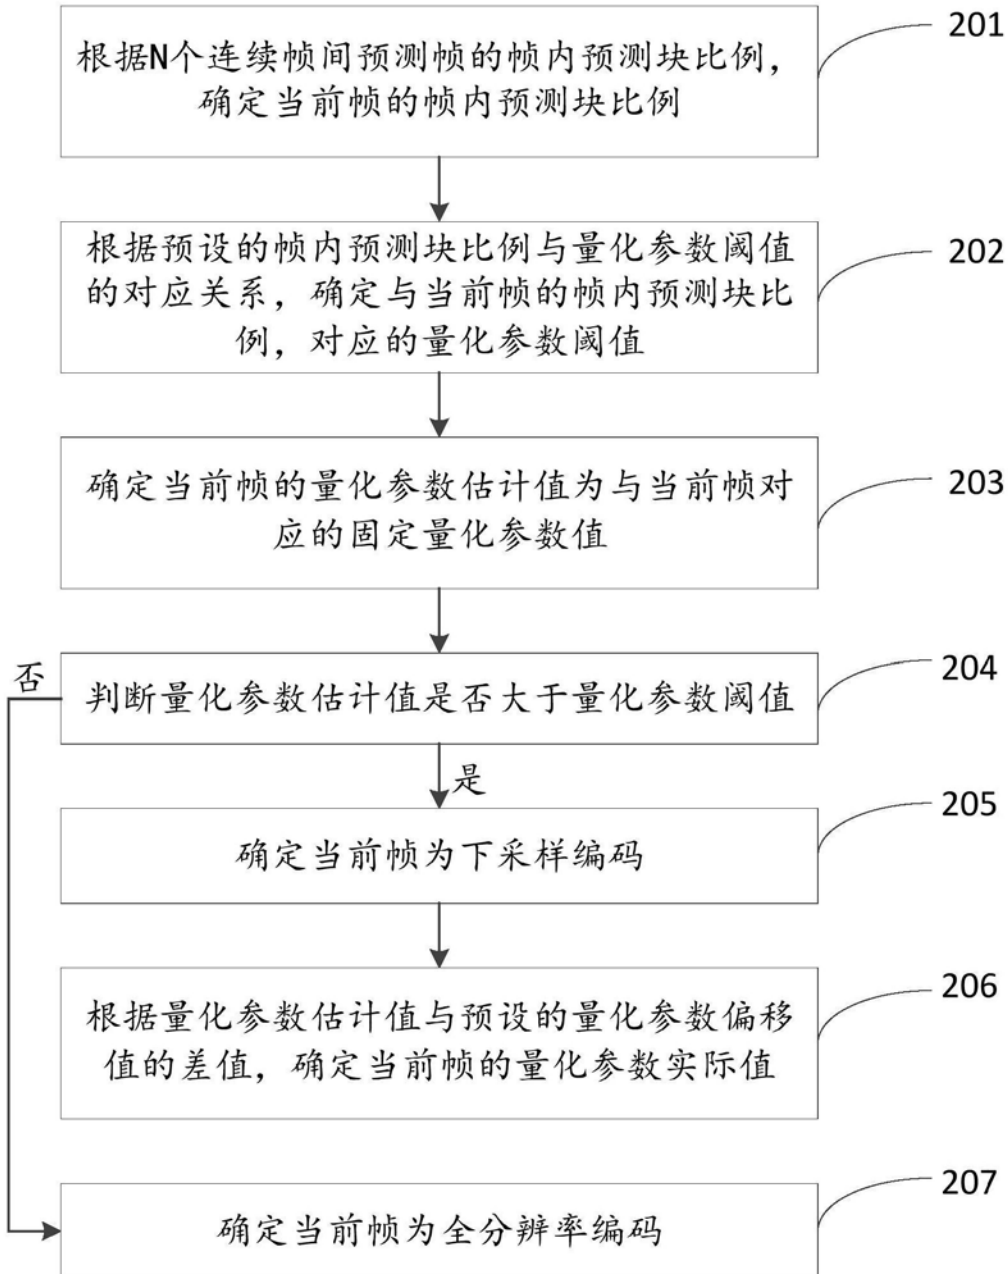 201
根据N个连续帧间预测帧的帧内预测块比例，
确定当前帧的帧内预测块比例
202
根据预设的帧内预测块比例与量化参数阈值
的对应关系，确定与当前帧的帧内预测块比
例，对应的量化参数阈值
203
确定当前帧的量化参数估计值为与当前帧对
应的固定量化参数值
204
否
判断量化参数估计值是否大于量化参数阈值
是
205
确定当前帧为下采样编码
206
根据量化参数估计值与预设的量化参数偏移
值的差值，确定当前帧的量化参数实际值
207
确定当前帧为全分辨率编码